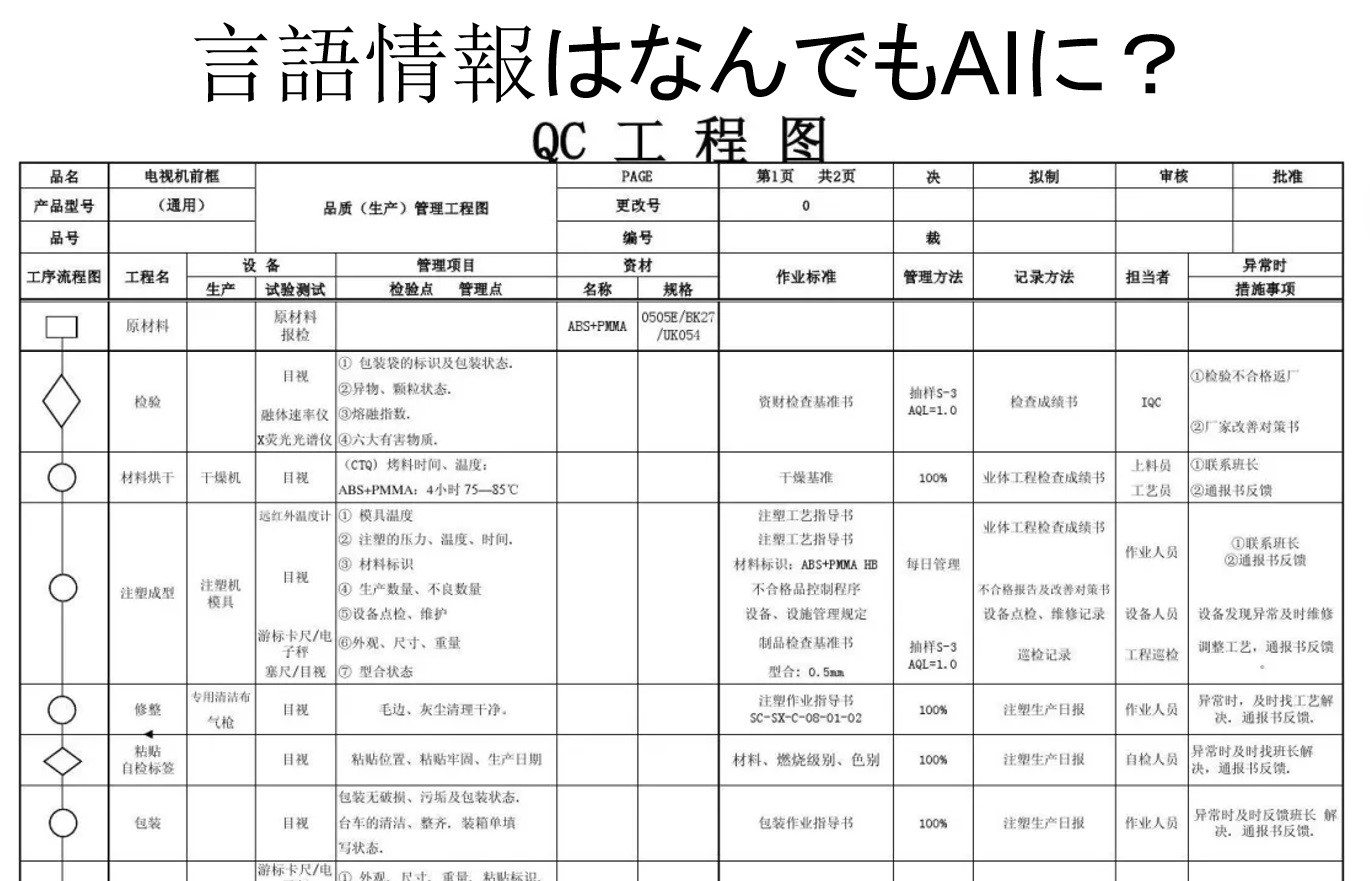 言語情報はなんでもAIに？
QC 工 程 图
品名 电视机前框 PAGE 第1页 共2页 决 拟制 审核 批准
产品型号 （通用） 品质（生产）管理工程图 更改号 0
品号 编号 裁
工序流程图 工程名 设 备 管理项目 资材 作业标准 管理方法 记录方法 担当者 异常时
生产 试验测试 检验点 管理点 名称 规格 措施事项
原材料 原材料 ABS+PMMA 0505E/BK27
报检 /UK054
检验 目视 ① 包装袋的标识及包装状态. 资财检查基准书 抽样S-3 检查成绩书 IQC ①检验不合格返厂
②异物、颗粒状态. AQL=1.0
融体速率仪 ③熔融指数. ②厂家改善对策书
X荧光光谱仪 ④六大有害物质.
材料烘干 干燥机 目视 （CTQ）烤料时间、温度： 干燥基准 100% 业体工程检查成绩书 上料员 ①联系班长
ABS+PMMA：4小时 75—85℃ 工艺员 ②通报书反馈
注塑成型 注塑机 远红外温度计 ① 模具温度 注塑工艺指导书 业体工程检查成绩书
模具 ② 注塑的压力、温度、时间. 注塑工艺指导书 作业人员 ①联系班长
目视 ③ 材料标识 材料标识：ABS+PMMA HB 每日管理 ②通报书反馈
④ 生产数量、不良数量 不合格品控制程序 不合格报告及改善对策书
⑤设备点检、维护 设备、设施管理规定 设备点检、维修记录 设备人员 设备发现异常及时维修
游标卡尺/电 ⑥外观、尺寸、重量 制品检查基准书 抽样S-3 巡检记录 工程巡检 调整工艺，通报书反馈
子秤 AQL=1.0 。
塞尺/目视 ⑦ 型合状态 型合：0.5mm
修整 专用清洁布 目视 毛边、灰尘清理干净。 注塑作业指导书 100% 注塑生产日报 作业人员 异常时，及时找工艺解
气枪 SC-SX-C-08-01-02 决．通报书反馈.
粘贴 目视 粘贴位置、粘贴牢固、生产日期 材料、燃烧级别、色别 100% 注塑生产日报 自检人员 异常时及时找班长解
自检标签 决，通报书反馈.
包装 目视 包装无破损、污垢及包装状态. 包装作业指导书 100% 注塑生产日报 作业人员 异常时及时反馈班长 解
台车的清洁、整齐．装箱单填 决．通报书反馈.
写状态.
游标卡尺/电 ① 外观、尺寸、重量、粘贴标识.